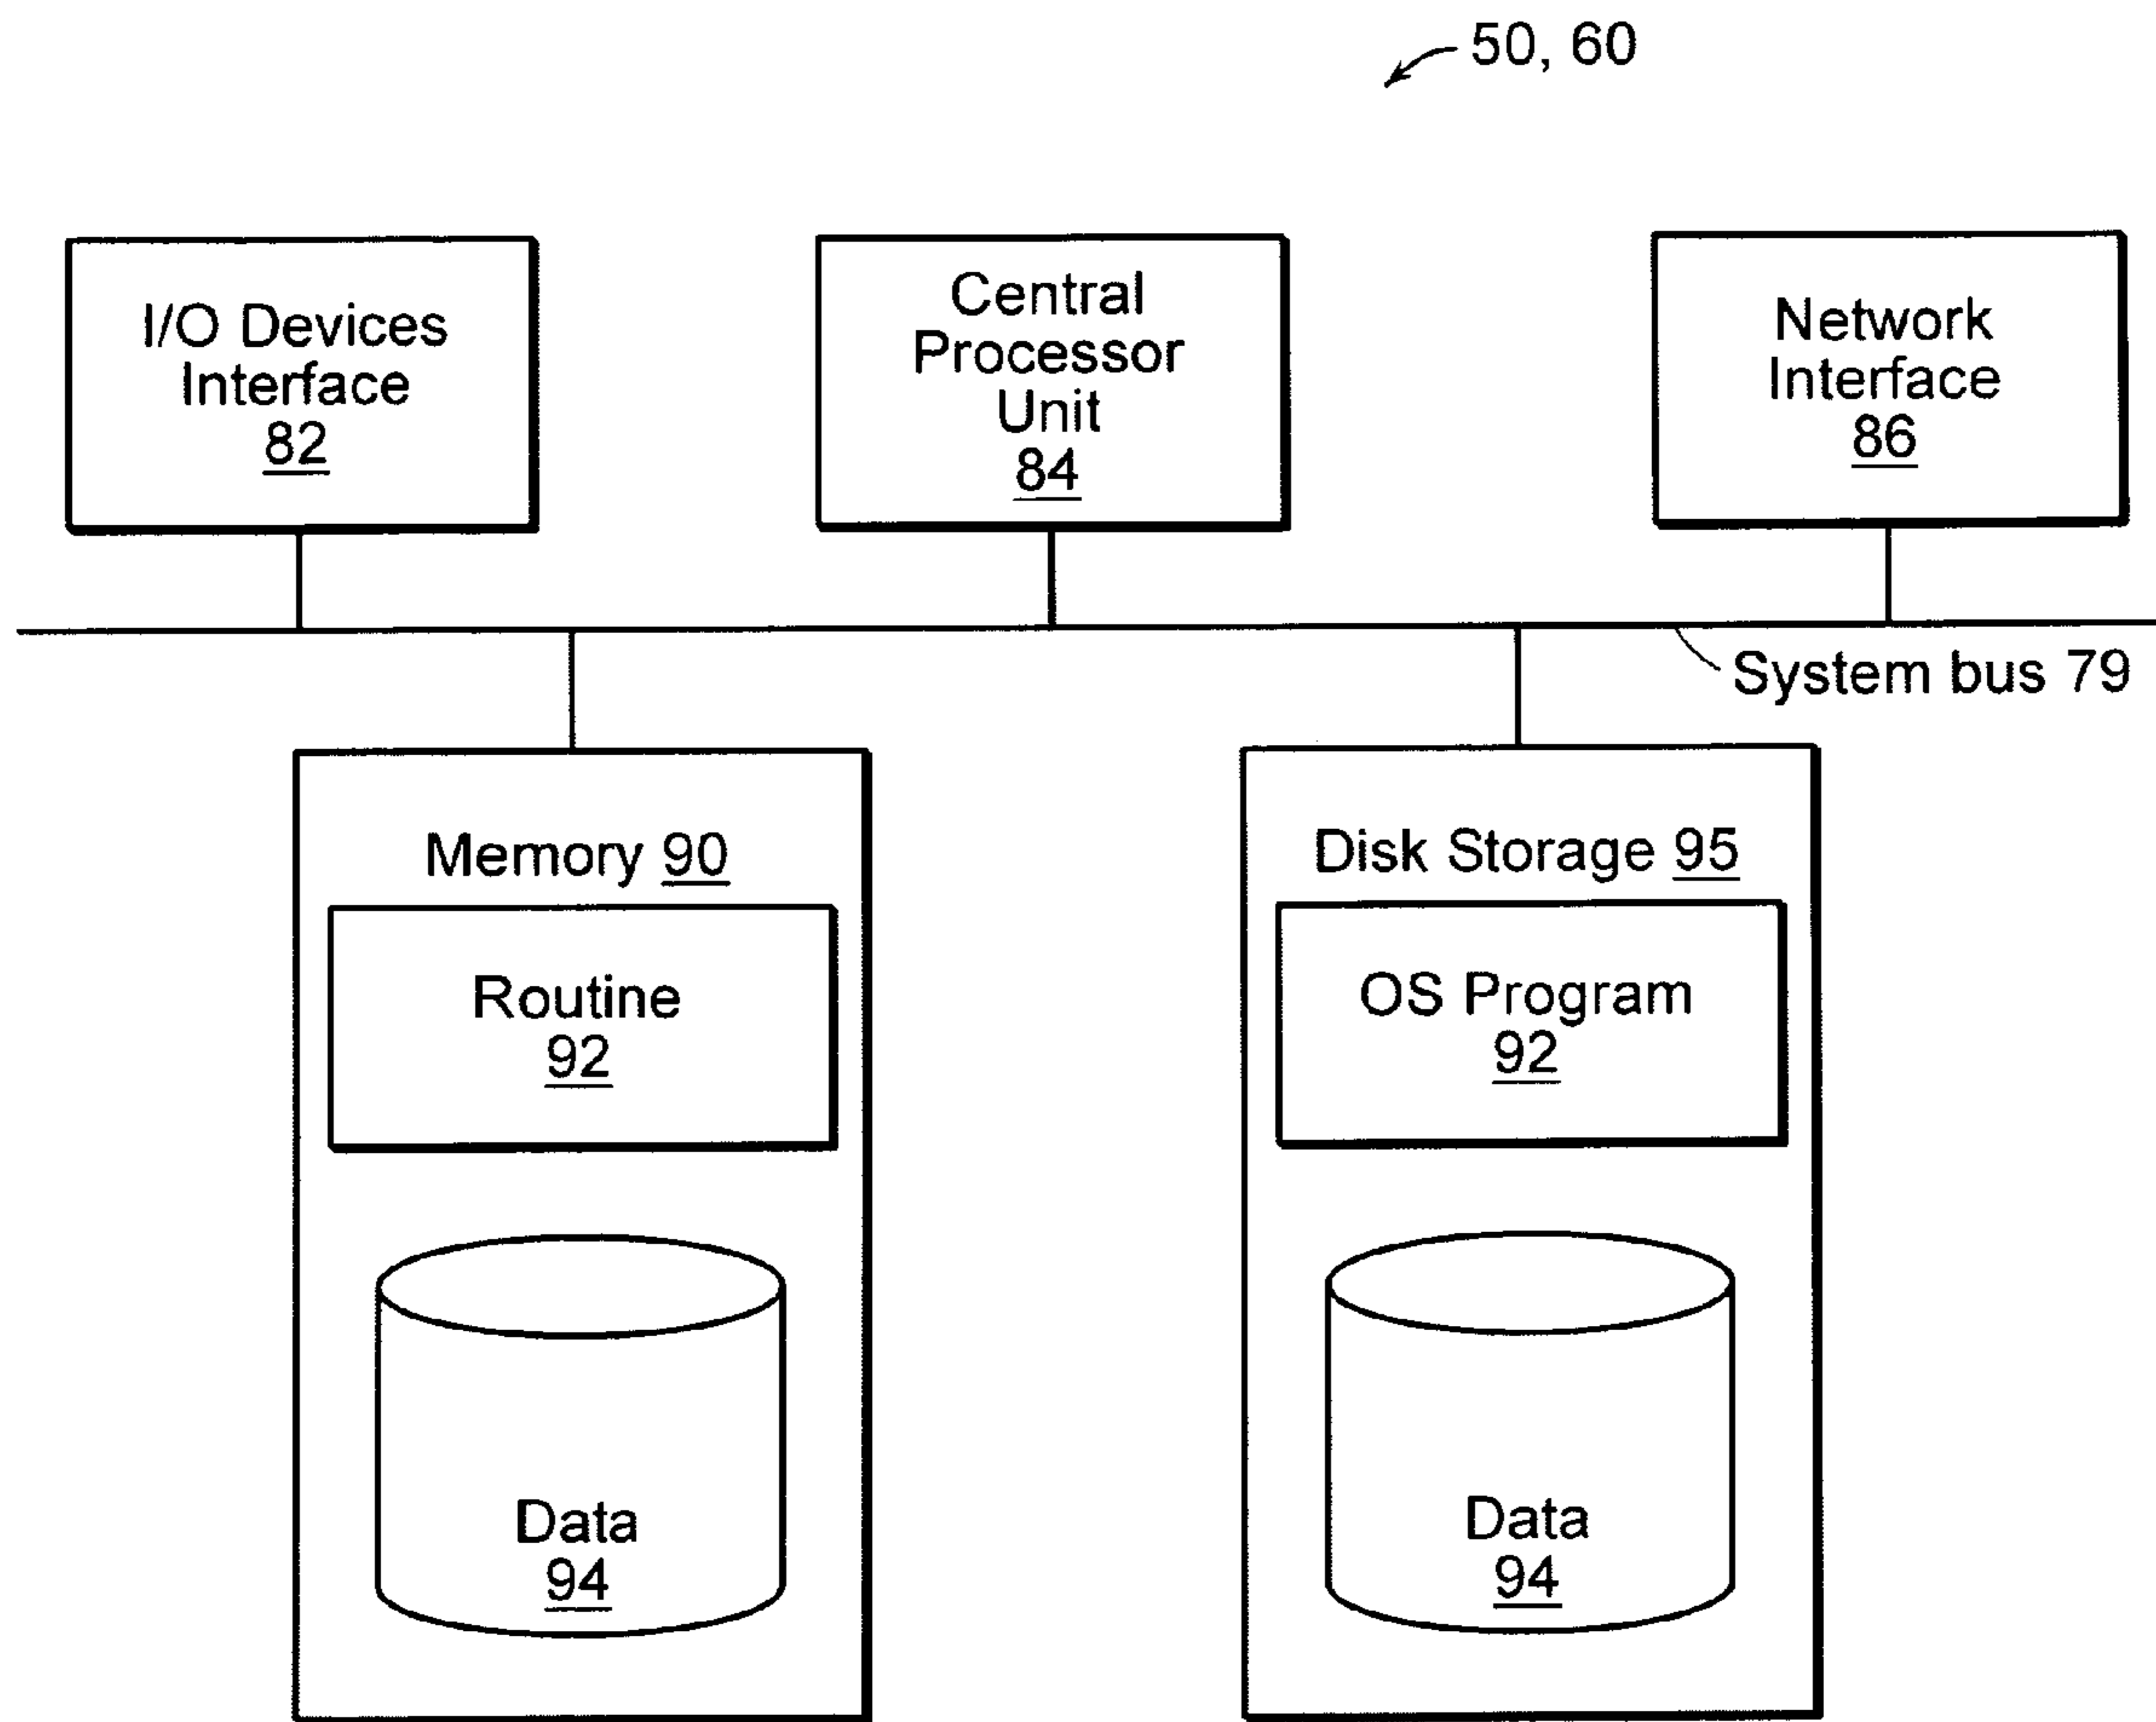 50, 60
I/O Devices
Interface
82
Central
Processor
Unit
84
Network
Interface
86
System bus 79
Memory 90
Routine
92
Data
94
Disk Storage 95
OS Program
92
Data
94